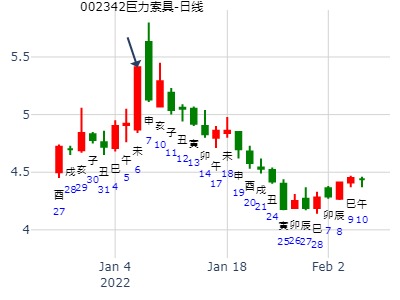 002342巨力索具-日线
5.5
5
4.5
4
酉
27
戌
28
亥
29
子
30
丑
31
巳
4
午
5
未
6
申
7
亥
10
子
11
丑
12
寅
13
卯
14
午
17
未
18
申
19
酉
20
戌
21
丑
24
寅
25
卯
26
辰
27
巳
28
卯
7
辰
8
巳
9
午
10
Jan 4
2022
Jan 18
Feb 2